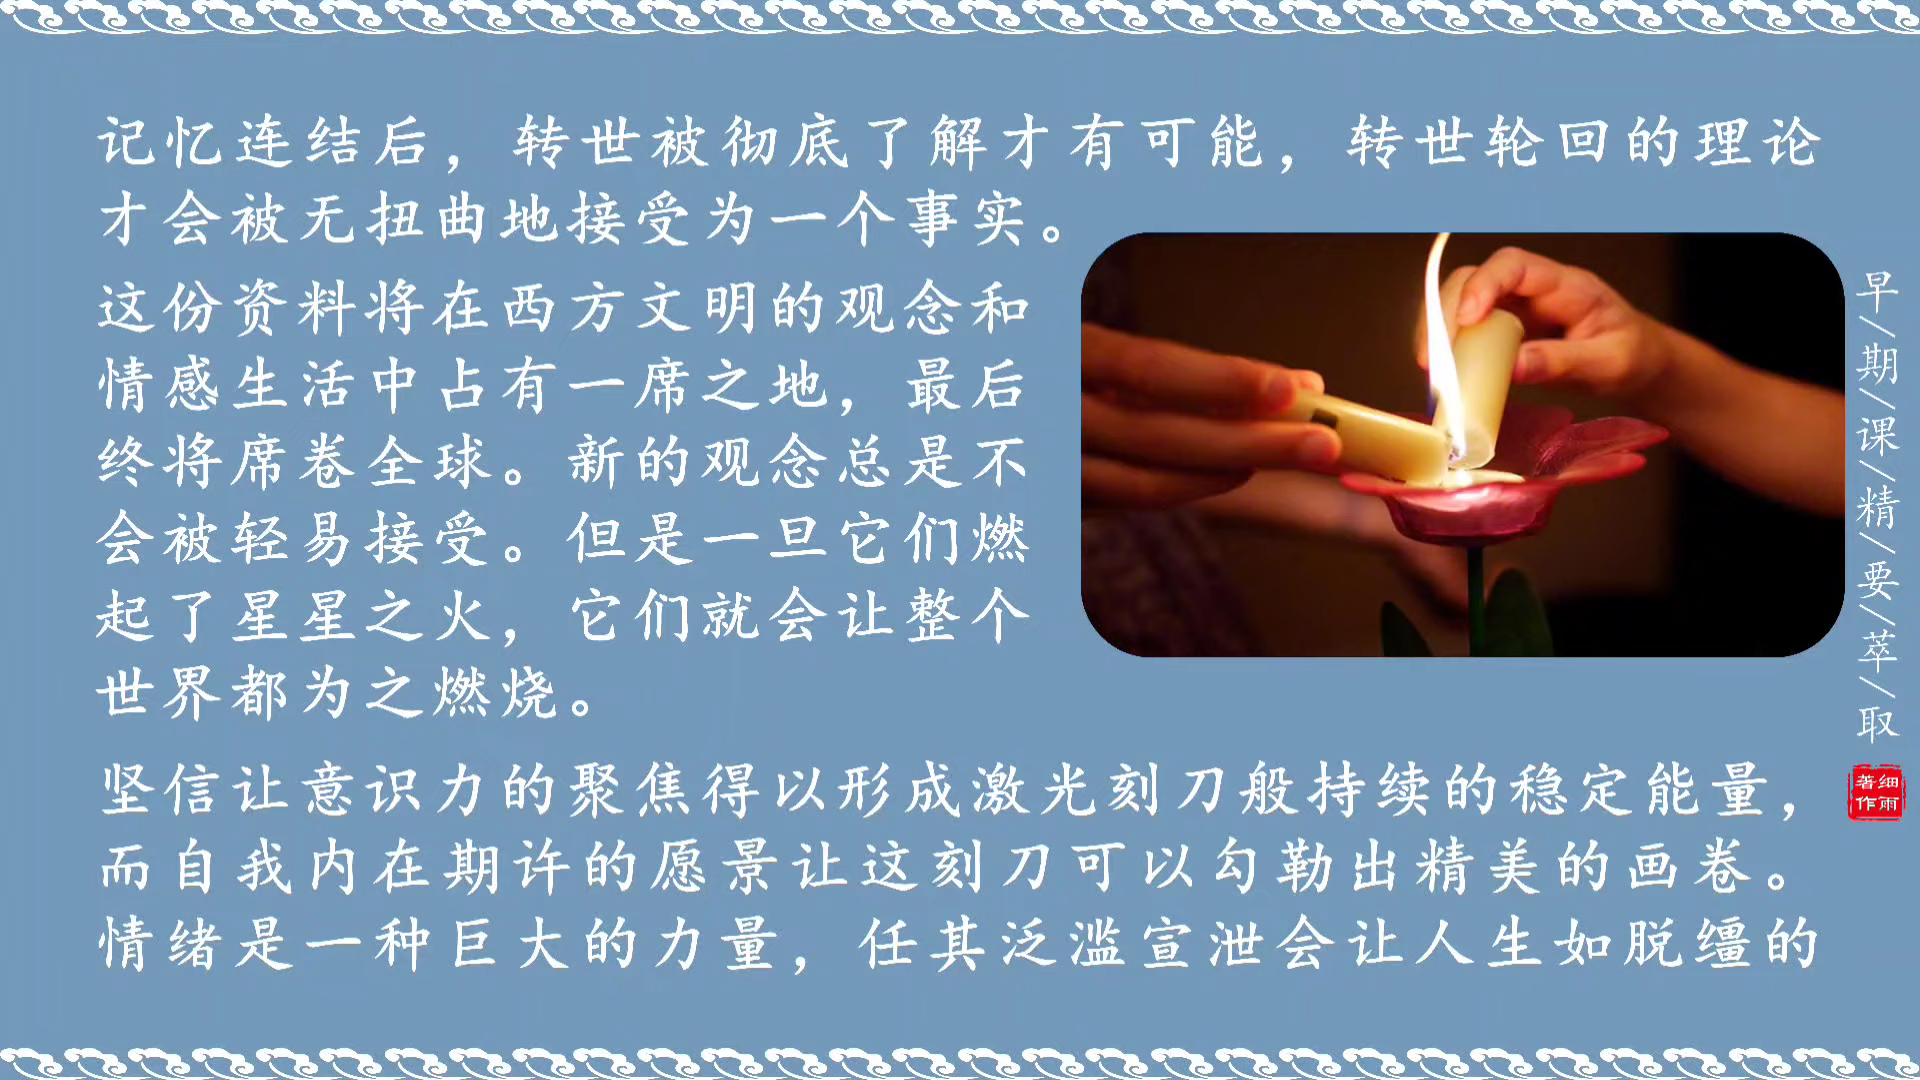 记忆连结后，转世被彻底了解才有可能，转世轮回的理论
才会被无扭曲地接受为一个事实。
这份资料将在西方文明的观念和
情感生活中占有一席之地，最后
终将席卷全球。新的观念总是不
会被轻易接受。但是一旦它们燃
起了星星之火，它们就会让整个
世界都为之燃烧。
坚信让意识力的聚焦得以形成激光刻刀般持续的稳定能量，
而自我内在期许的愿景让这刻刀可以勾勒出精美的画卷。
情绪是一种巨大的力量，任其泛滥宣泄会让人生如脱缰的
早/期/课/精/要/萃/取
细雨
著作